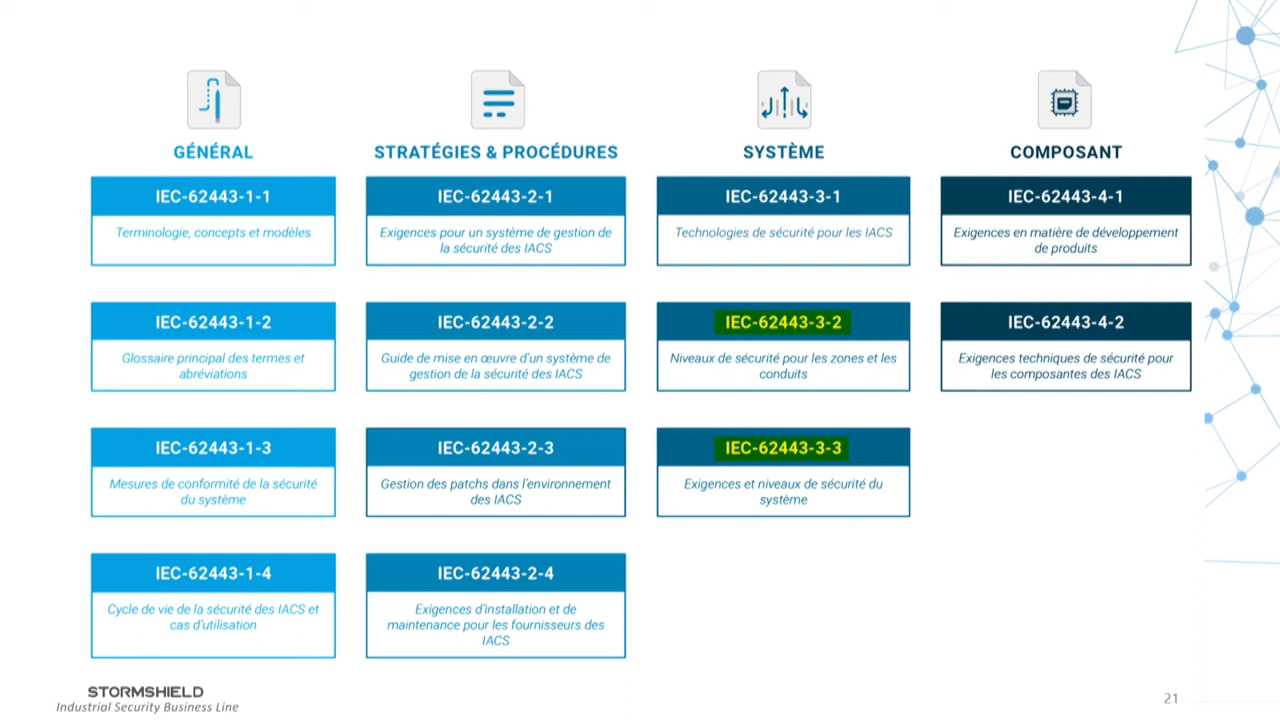 GÉNÉRAL
IEC-62443-1-1
Terminologie, concepts et modèles
IEC-62443-1-2
Glossaire principal des termes et
abréviations
IEC-62443-1-3
Mesures de conformité de la sécurité
du système
IEC-62443-1-4
Cycle de vie de la sécurité des IACS et
cas d'utilisation
STRATÉGIES & PROCÉDURES
IEC-62443-2-1
Exigences pour un système de gestion de
la sécurité des IACS
IEC-62443-2-2
Guide de mise en œuvre d'un système de
gestion de la sécurité des IACS
IEC-62443-2-3
Gestion des patchs dans l'environnement
des IACS
IEC-62443-2-4
Exigences d'installation et de
maintenance pour les fournisseurs des
IACS
SYSTÈME
IEC-62443-3-1
Technologies de sécurité pour les IACS
IEC-62443-3-2
Niveaux de sécurité pour les zones et les
conduits
IEC-62443-3-3
Exigences et niveaux de sécurité du
système
COMPOSANT
IEC-62443-4-1
Exigences en matière de développement
de produits
IEC-62443-4-2
Exigences techniques de sécurité pour
les composantes des IACS
STORMSHIELD
Industrial Security Business Line
21